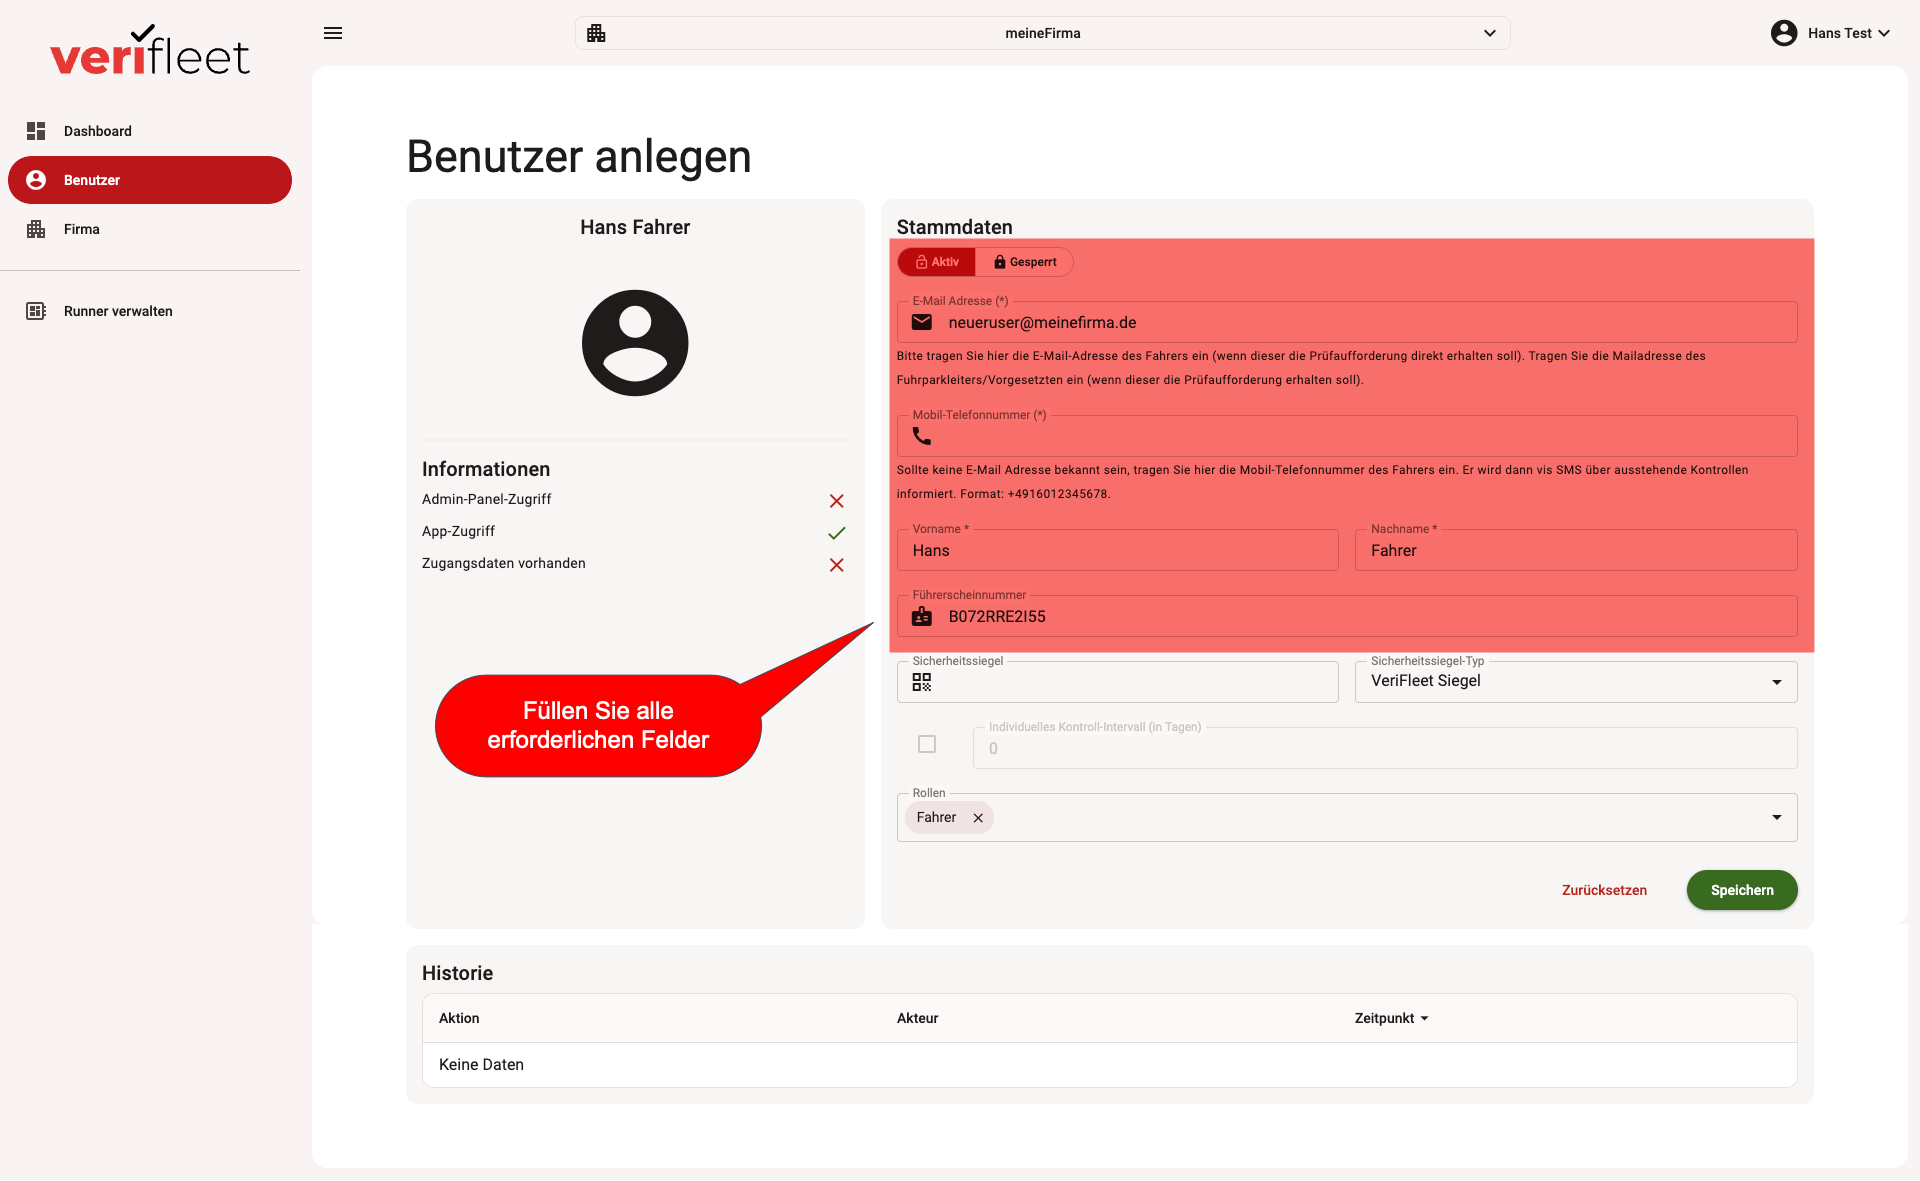 verifleet
meineFirma
Hans Test
Dashboard
Benutzer
Firma
Runner verwalten
Benutzer anlegen
Hans Fahrer
Informationen
Admin-Panel-Zugriff
App-Zugriff
Zugangsdaten vorhanden
Füllen Sie alle
erforderlichen Felder
Stammdaten
Aktiv
Gesperrt
E-Mail Adresse (*)
neueruser@meinefirma.de
Bitte tragen Sie hier die E-Mail-Adresse des Fahrers ein (wenn dieser die Prüfaufforderung direkt erhalten soll). Tragen Sie die Mailadresse des
Fuhrparkleiters/Vorgesetzten ein (wenn dieser die Prüfaufforderung erhalten soll).
Mobil-Telefonnummer (*)
Sollte keine E-Mail Adresse bekannt sein, tragen Sie hier die Mobil-Telefonnummer des Fahrers ein. Er wird dann vis SMS über ausstehende Kontrollen
informiert. Format: +4916012345678.
Vorname *
Hans
Nachname *
Fahrer
Führerscheinnummer
B072RRE2I55
Sicherheitssiegel
Sicherheitssiegel-Typ
VeriFleet Siegel
Individuelles Kontroll-Intervall (in Tagen)
0
Rollen
Fahrer
Zurücksetzen
Speichern
Historie
Aktion
Akteur
Zeitpunkt
Keine Daten